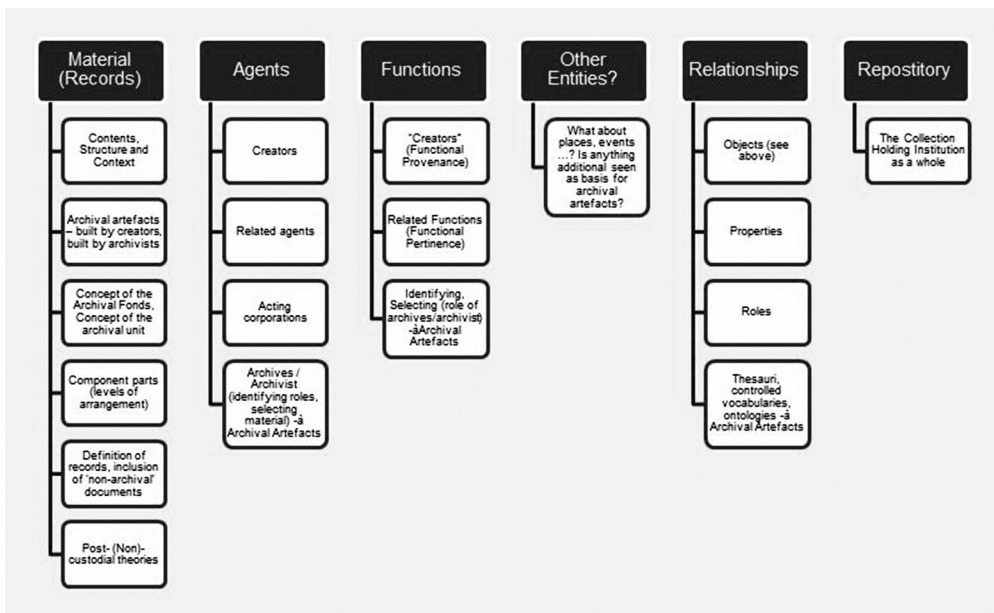 Material
(Records)
Contents,
Structure and
Context
Archival artefacts
– built by creators,
built by archivists
Concept of the
Archival Fonds,
Concept of the
archival unit
Component parts
(levels of
arrangement)
Definition of
records, inclusion
of 'non-archival'
documents
Post- (Non)-
custodial theories
Agents
Creators
Related agents
Acting
corporations
Archives /
Archivist
(identifying roles,
selecting
material) -à
Archival Artefacts
Functions
"Creators"
(Functional
Provenance)
Related Functions
(Functional
Pertinence)
Identifying,
Selecting (role of
archives/archivist)
-àArchival
Artefacts
Other
Entities?
What about
places, events
…? Is anything
additional seen
as basis for
archival
artefacts?
Relationships
Objects (see
above)
Properties
Roles
Thesauri,
controlled
vocabularies,
ontologies -à
Archival Artefacts
Repostitory
The Collection
Holding Institution
as a whole